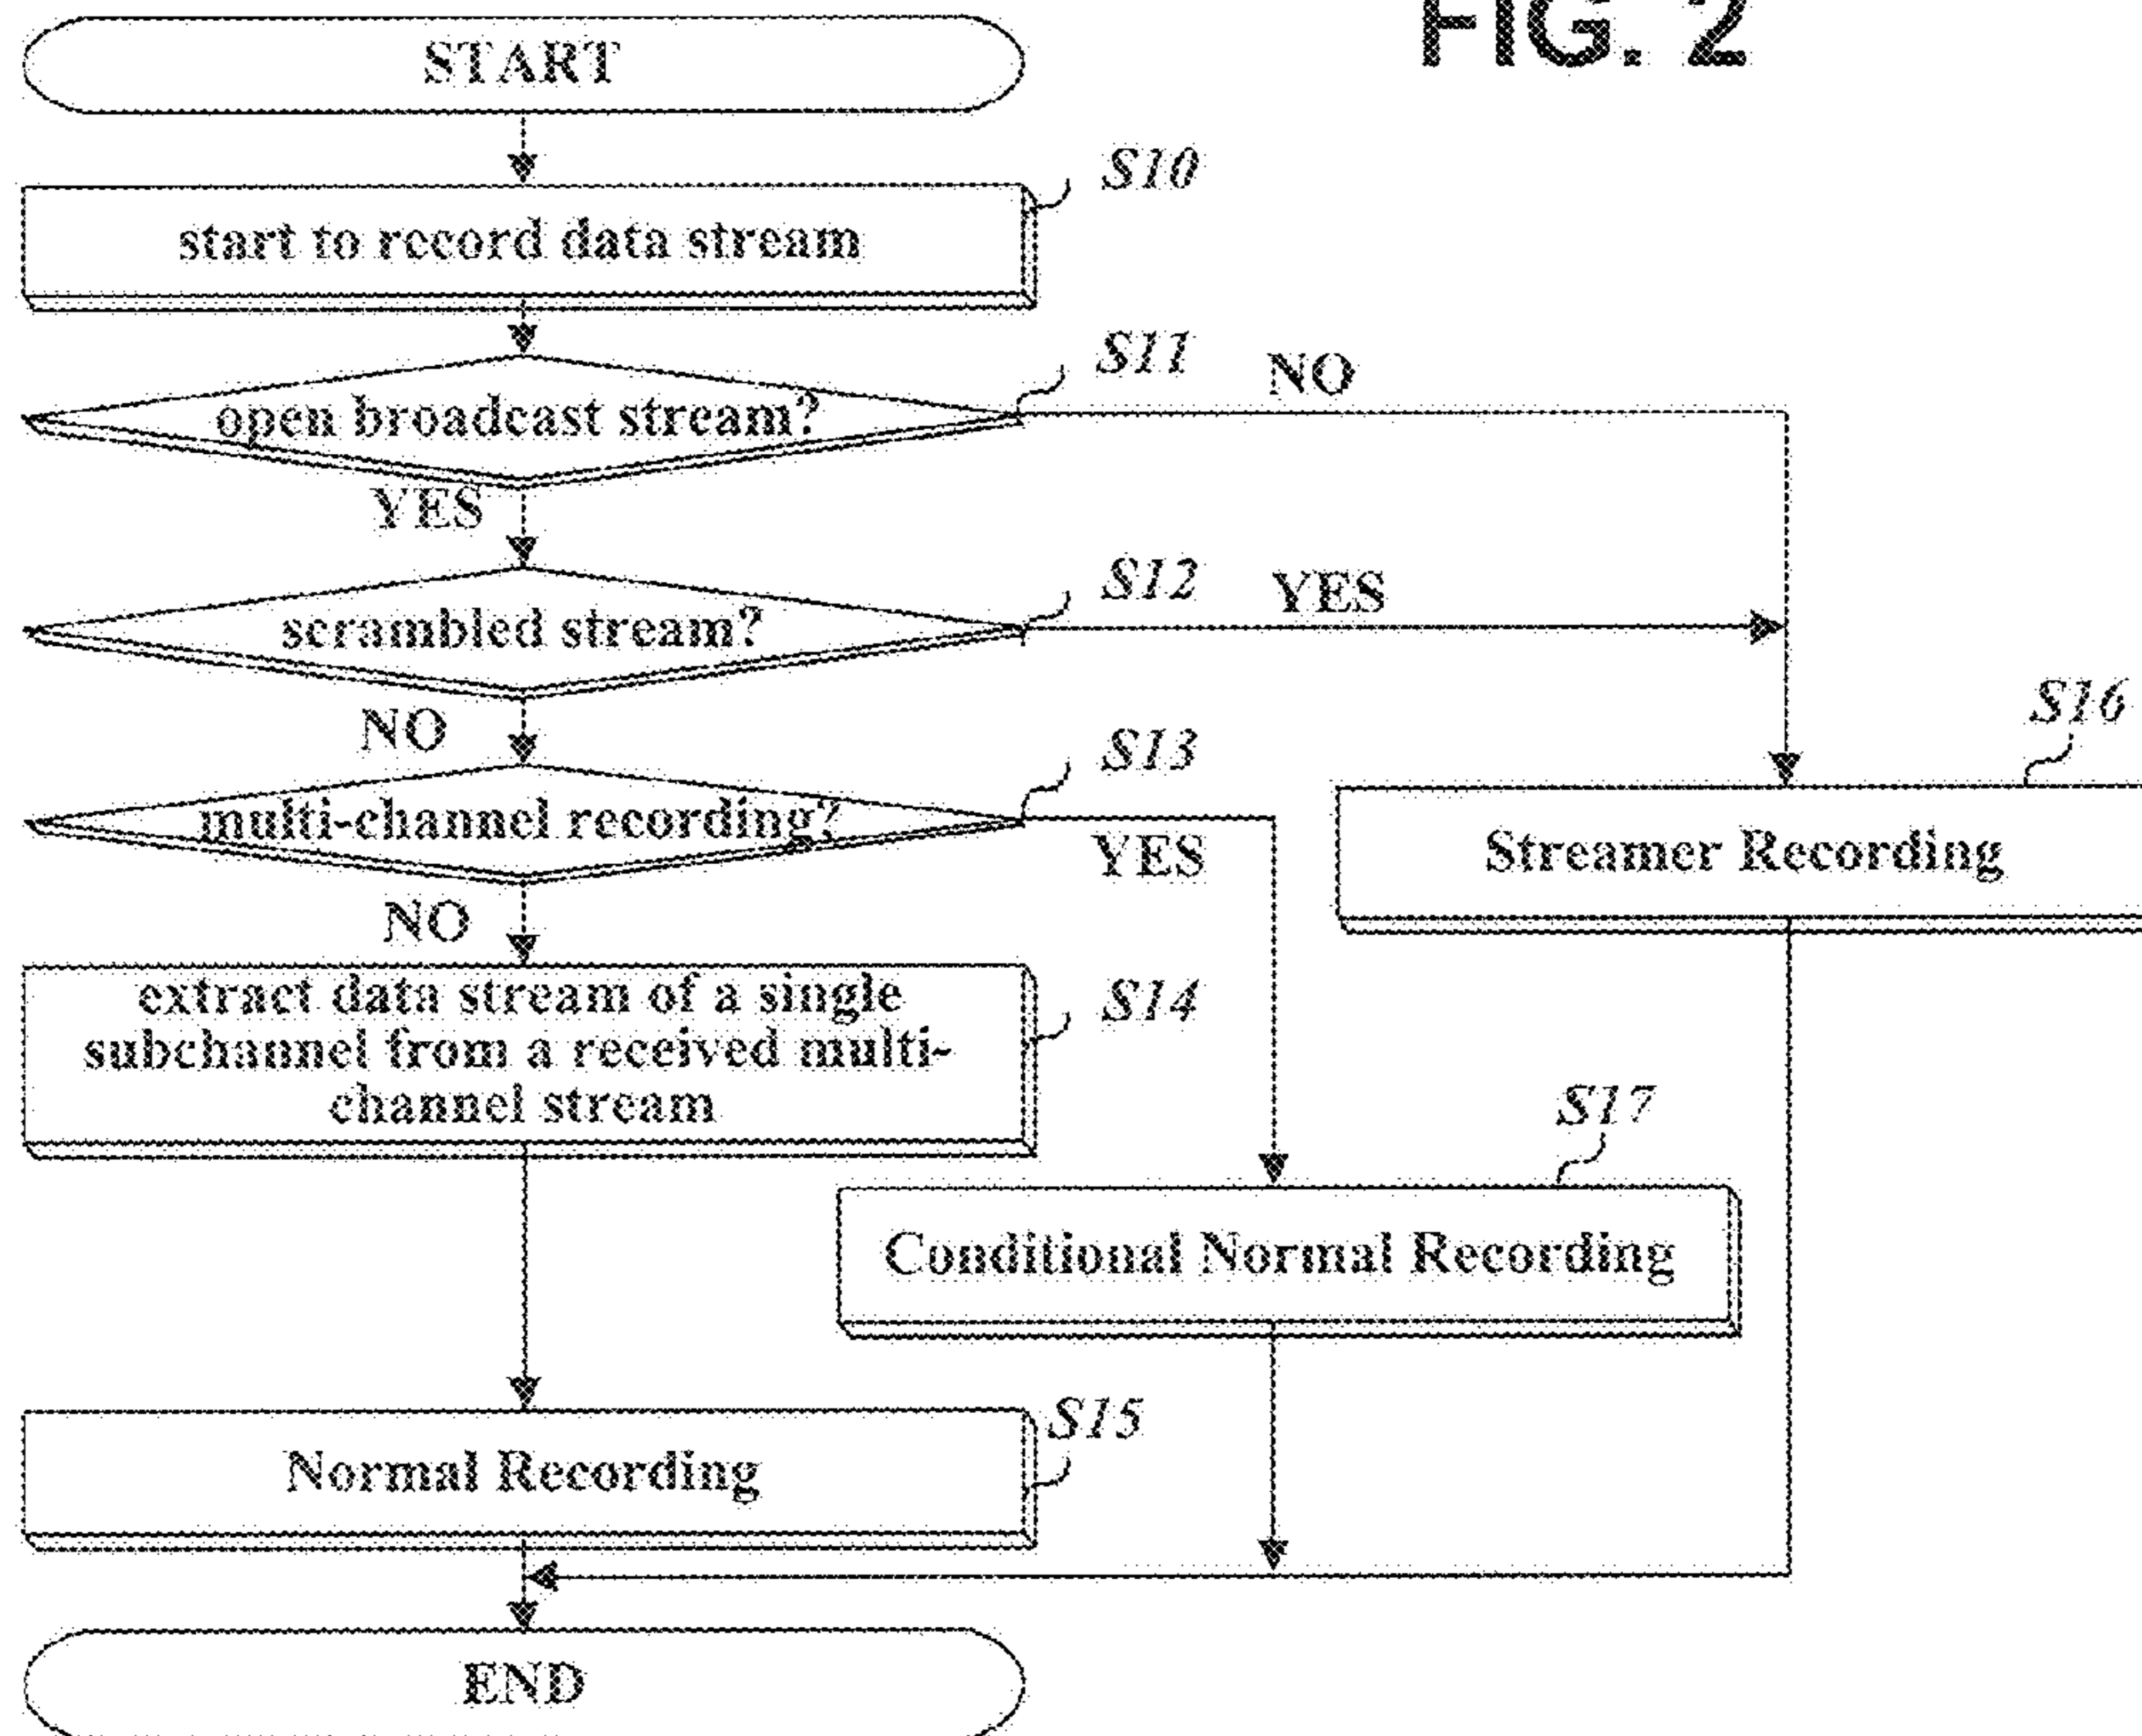 FIG. 2
START
S10
start to record data stream
S11
NO
open broadcast stream?
YES
S12
YES
scrambled stream?
NO
S13
S16
multi-channel recording?
YES
Streamer Recording
NO
extract data stream of a single
subchannel from a received multi-
channel stream
S14
S17
Conditional Normal Recording
S15
Normal Recording
END